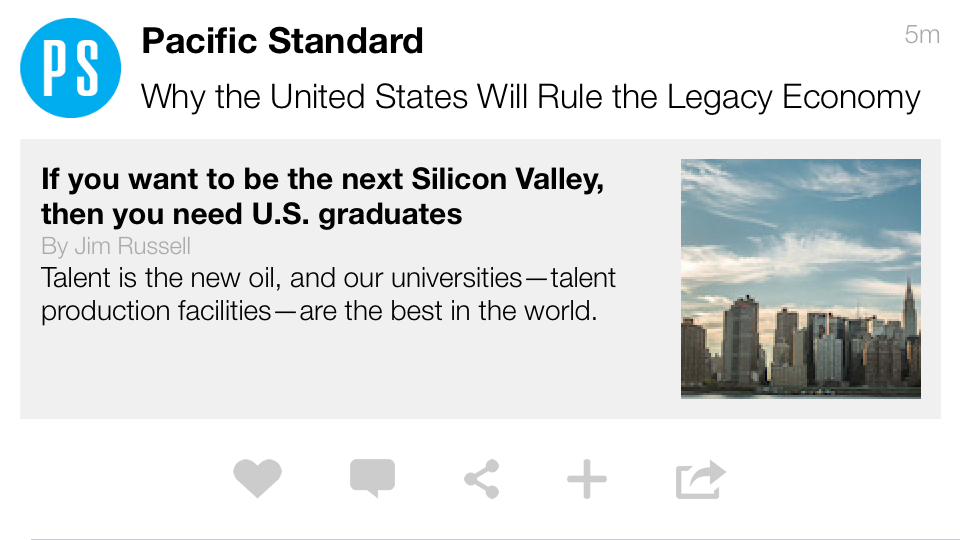 PS
Pacific Standard
5m
Why the United States Will Rule the Legacy Economy
If you want to be the next Silicon Valley,
then you need U.S. graduates
By Jim Russell
Talent is the new oil, and our universities—talent
production facilities—are the best in the world.